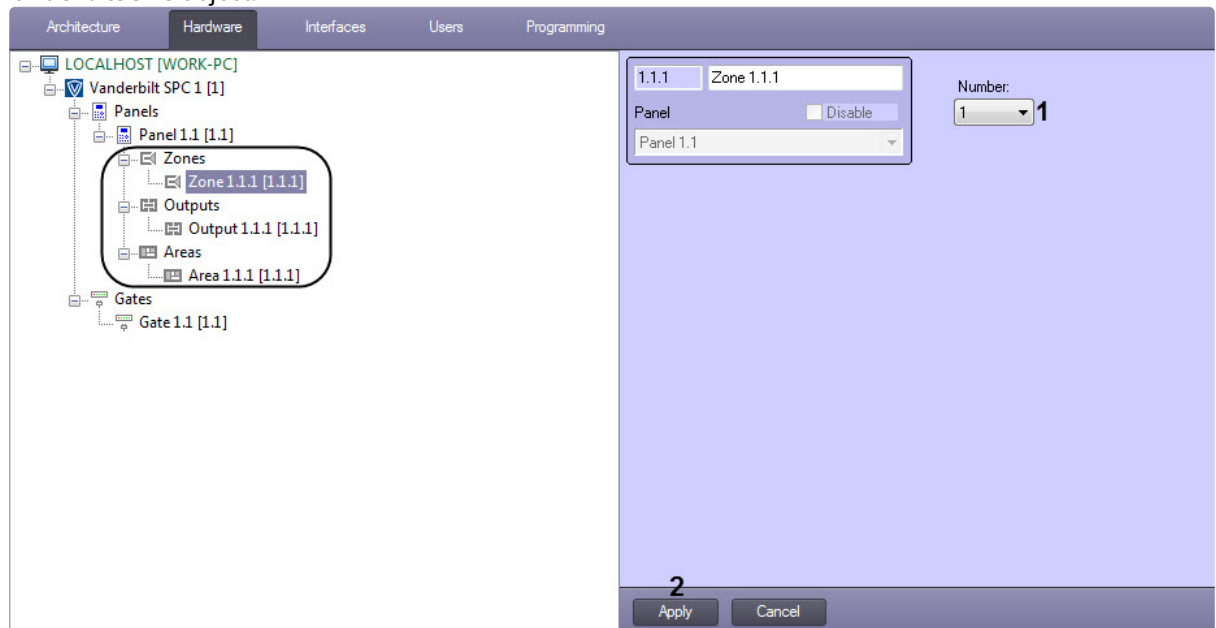 Architecture Hardware Interfaces Users Programming
LOCALHOST [WORK-PC]
Vanderbilt SPC 1 [1]
Panels
Panel 1.1 [1.1]
Zones
Zone 1.1.1 [1.1.1]
Outputs
Output 1.1.1 [1.1.1]
Areas
Area 1.1.1 [1.1.1]
Gates
Gate 1.1 [1.1]
1.1.1 Zone 1.1.1
Panel Disable
Panel 1.1
Number:
1 1
2
Apply Cancel